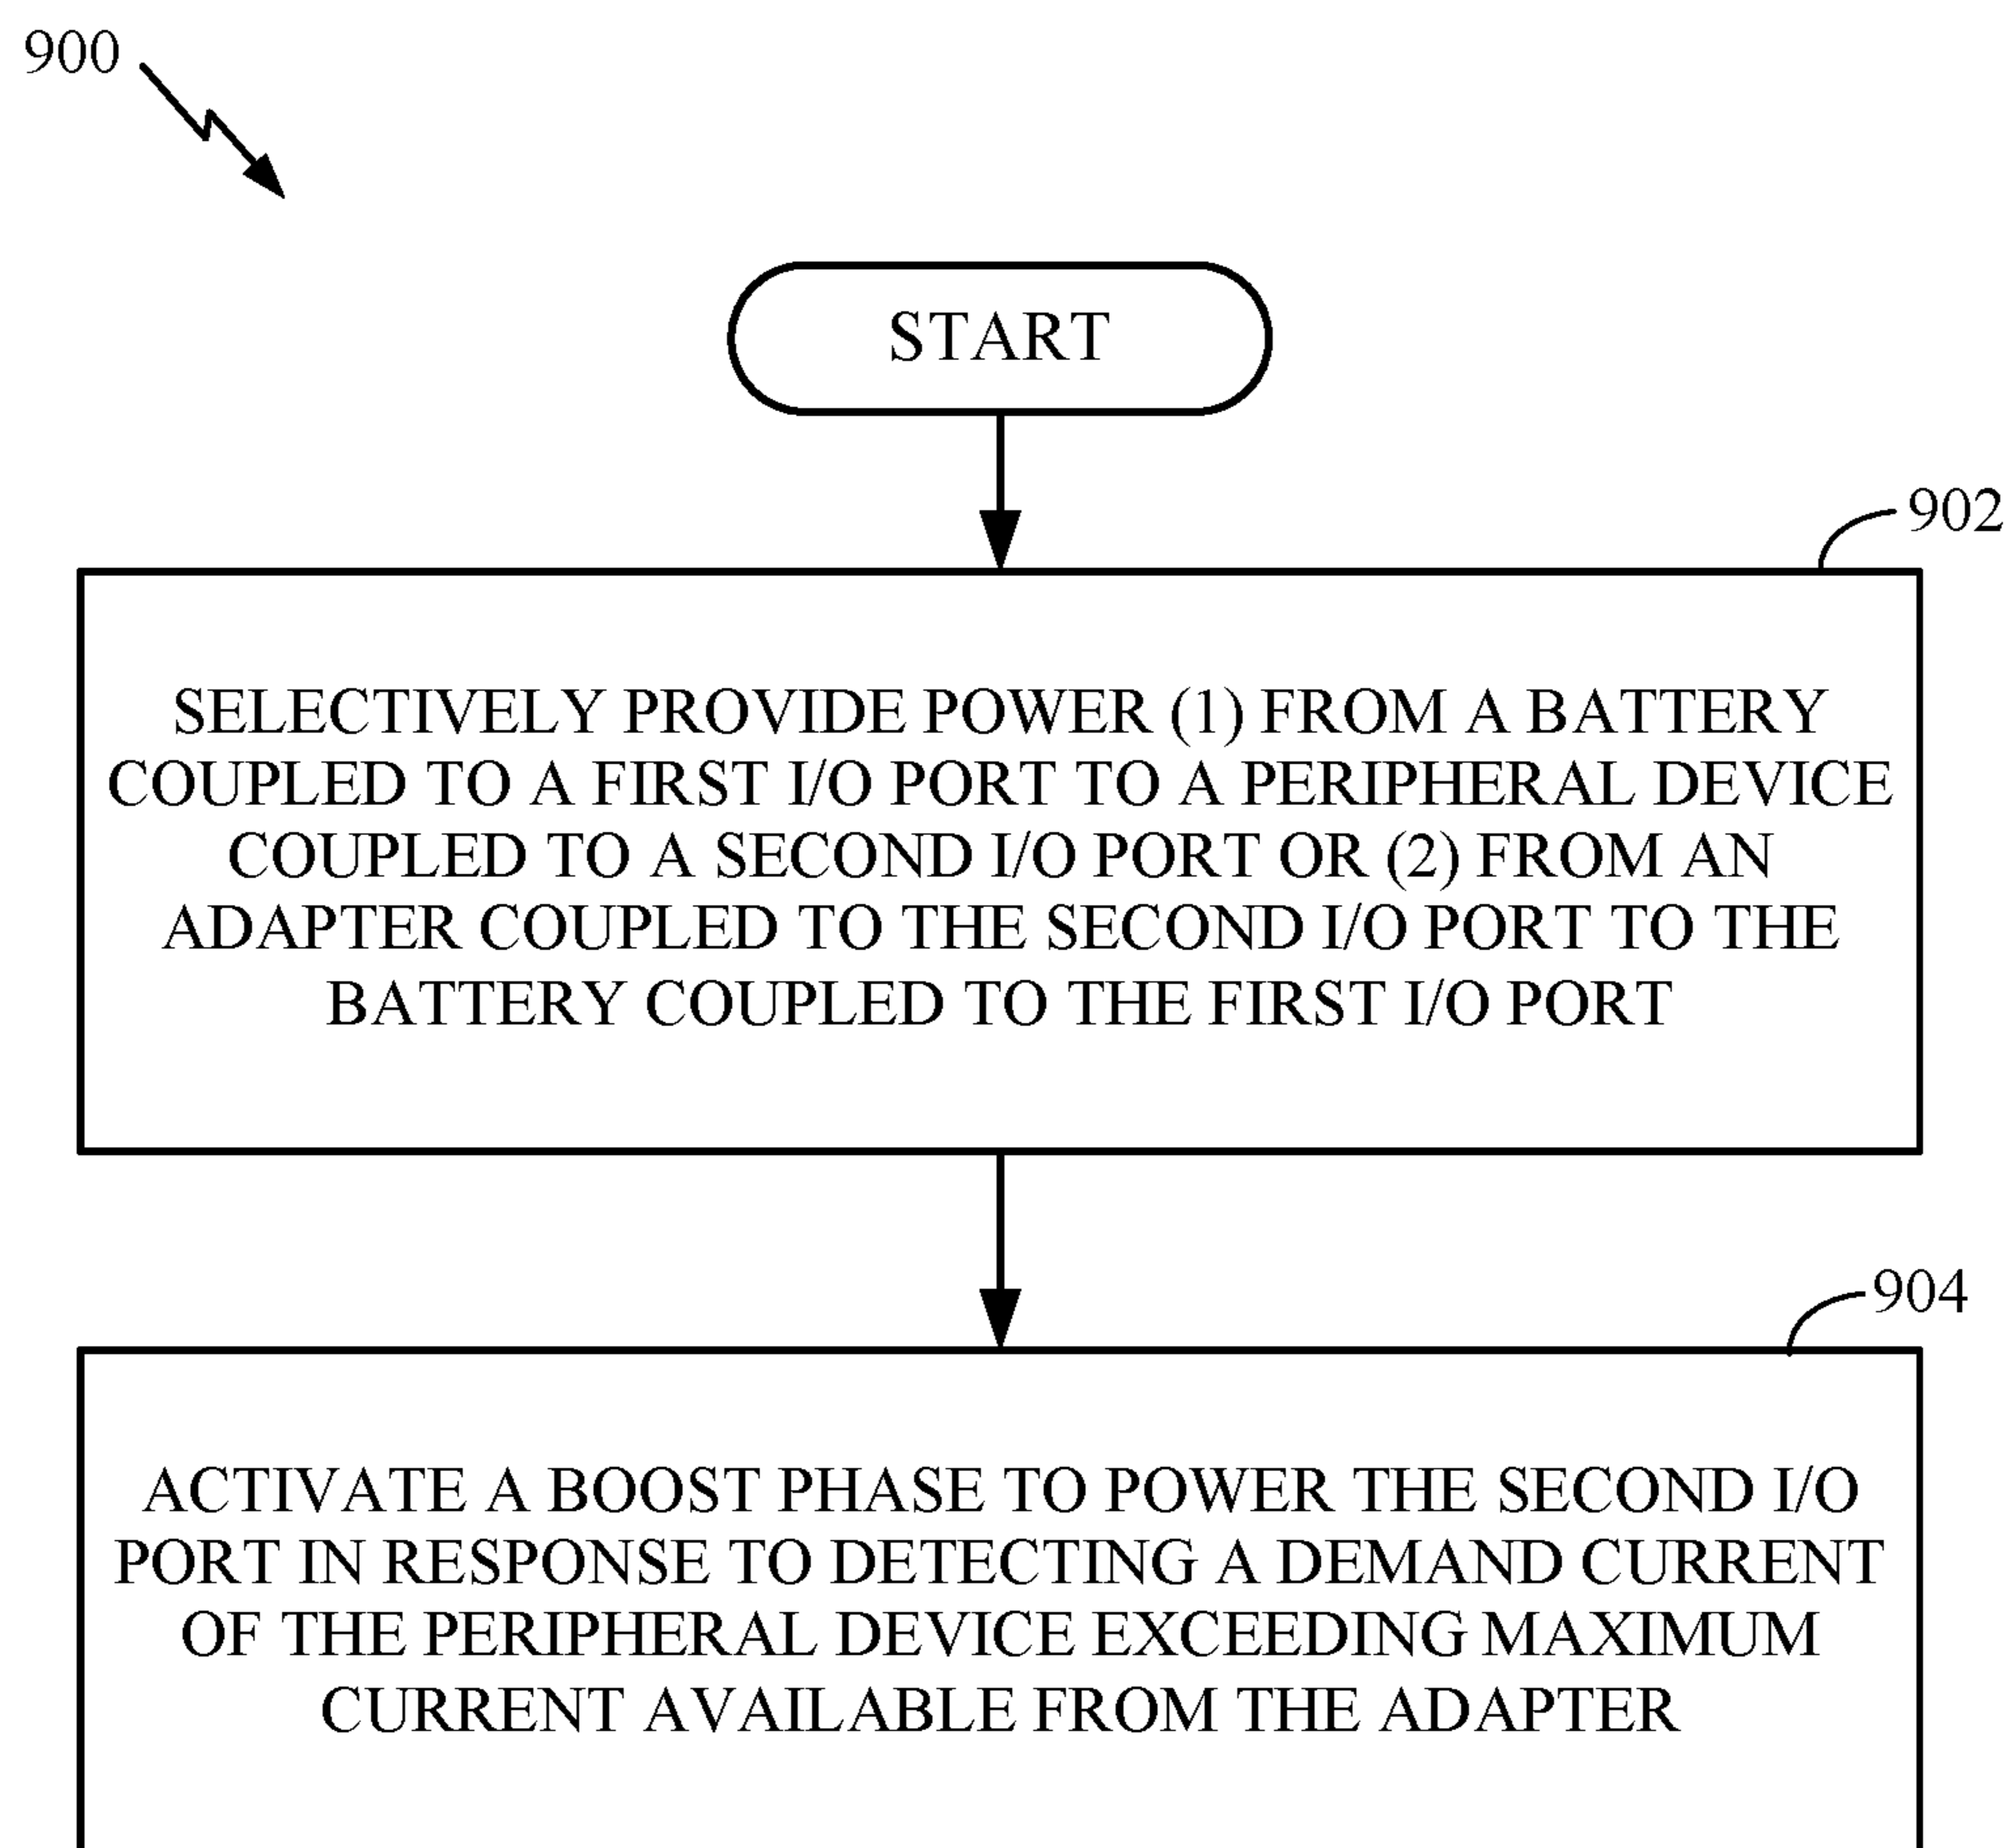 900
START
902
SELECTIVELY PROVIDE POWER (1) FROM A BATTERY
COUPLED TO A FIRST I/O PORT TO A PERIPHERAL DEVICE
COUPLED TO A SECOND I/O PORT OR (2) FROM AN
ADAPTER COUPLED TO THE SECOND I/O PORT TO THE
BATTERY COUPLED TO THE FIRST I/O PORT
904
ACTIVATE A BOOST PHASE TO POWER THE SECOND I/O
PORT IN RESPONSE TO DETECTING A DEMAND CURRENT
OF THE PERIPHERAL DEVICE EXCEEDING MAXIMUM
CURRENT AVAILABLE FROM THE ADAPTER